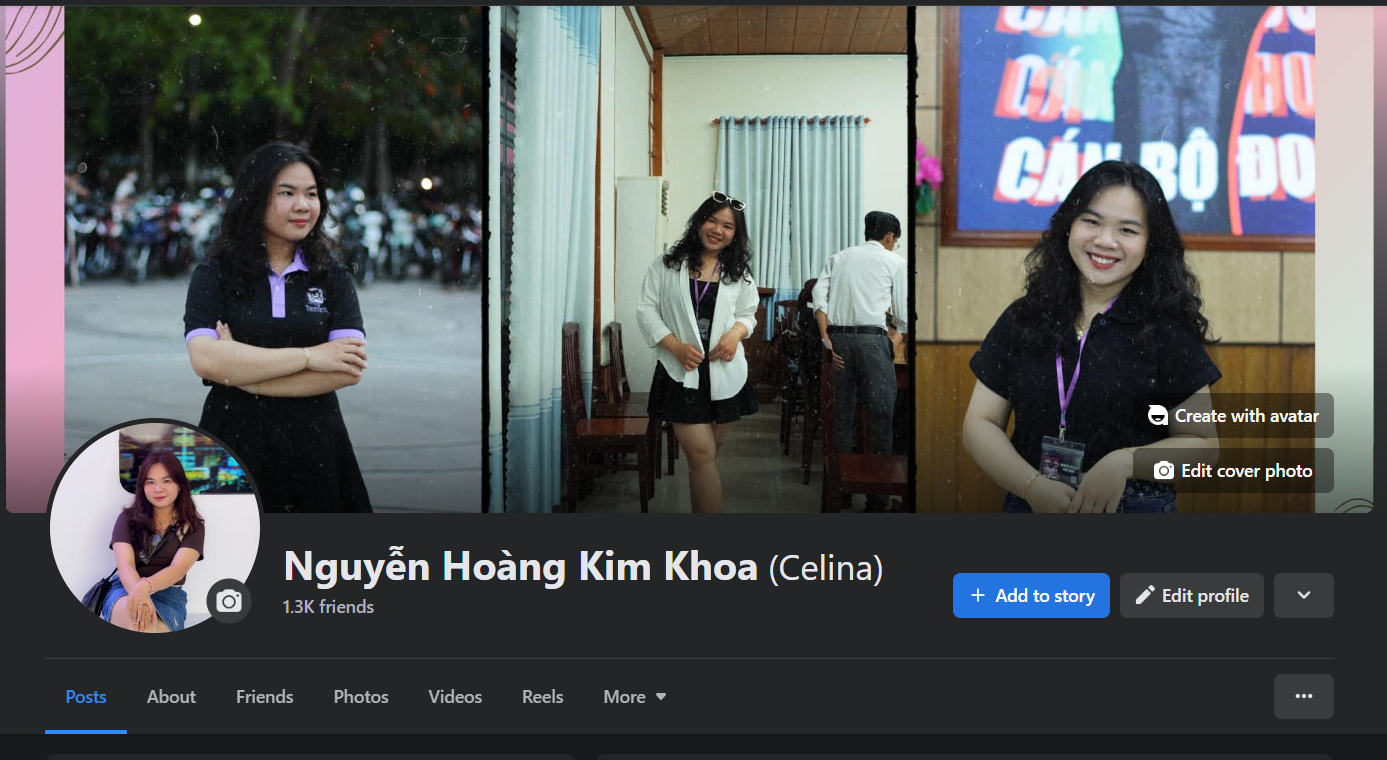 CÁN BỘ ĐO
Create with avatar
Edit cover photo
Nguyễn Hoàng Kim Khoa (Celina)
1.3K friends
+ Add to story
Edit profile
Posts
About
Friends
Photos
Videos
Reels
More